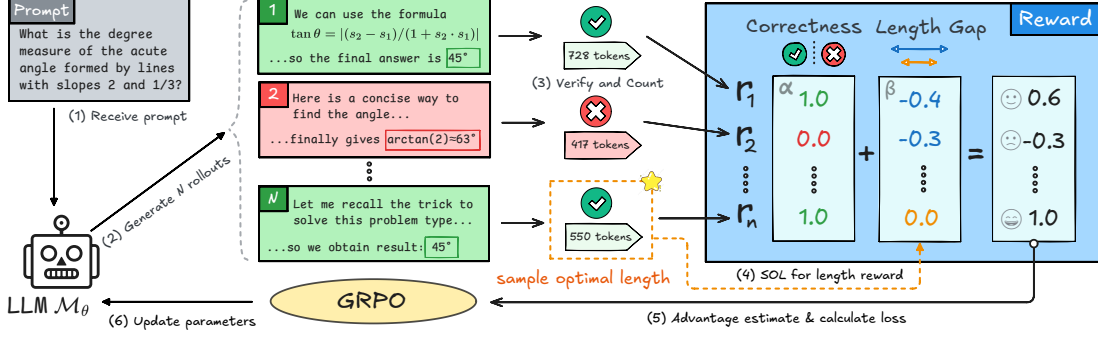 Prompt
What is the degree
measure of the acute
angle formed by lines
with slopes 2 and 1/3?
(1) Receive prompt
LLM M_θ
(2) Generate N rollouts
1
We can use the formula
tan θ = |(s₂ − s₁)/(1 + s₂ · s₁)|
...so the final answer is 45°
2
Here is a concise way to
find the angle...
...finally gives arctan(2)≈63°
N
Let me recall the trick to
solve this problem type...
...so we obtain result: 45°
728 tokens
(3) Verify and Count
417 tokens
550 tokens
sample optimal length
Reward
Correctness Length Gap
α β
r₁ 1.0 -0.4 0.6
r₂ 0.0 -0.3 -0.3
+ =
rₙ 1.0 0.0 1.0
(4) SOL for length reward
(5) Advantage estimate & calculate loss
GRPO
(6) Update parameters